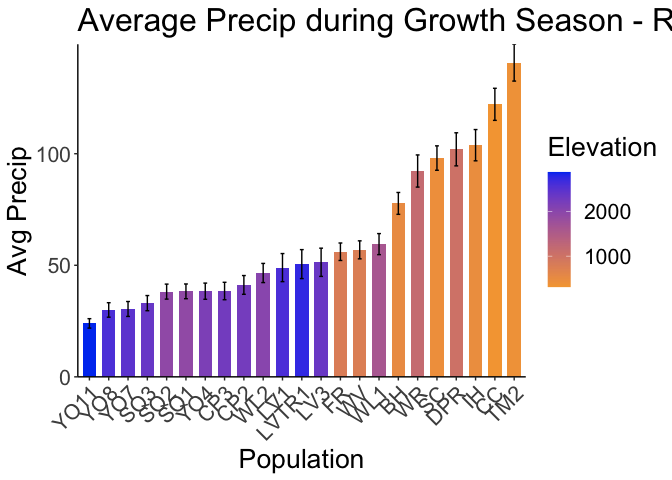 Average Precip during Growth Season - R
Avg Precip
100
50
0
YO11
YO8
YO7
SQ3
SQ2
SQ1
YO4
CP3
CP2
WL2
LV1
LVTR1
LV3
FR
WV
WL1
BH
WR
SC
DPR
IH
CC
TM2
Population
Elevation
2000
1000